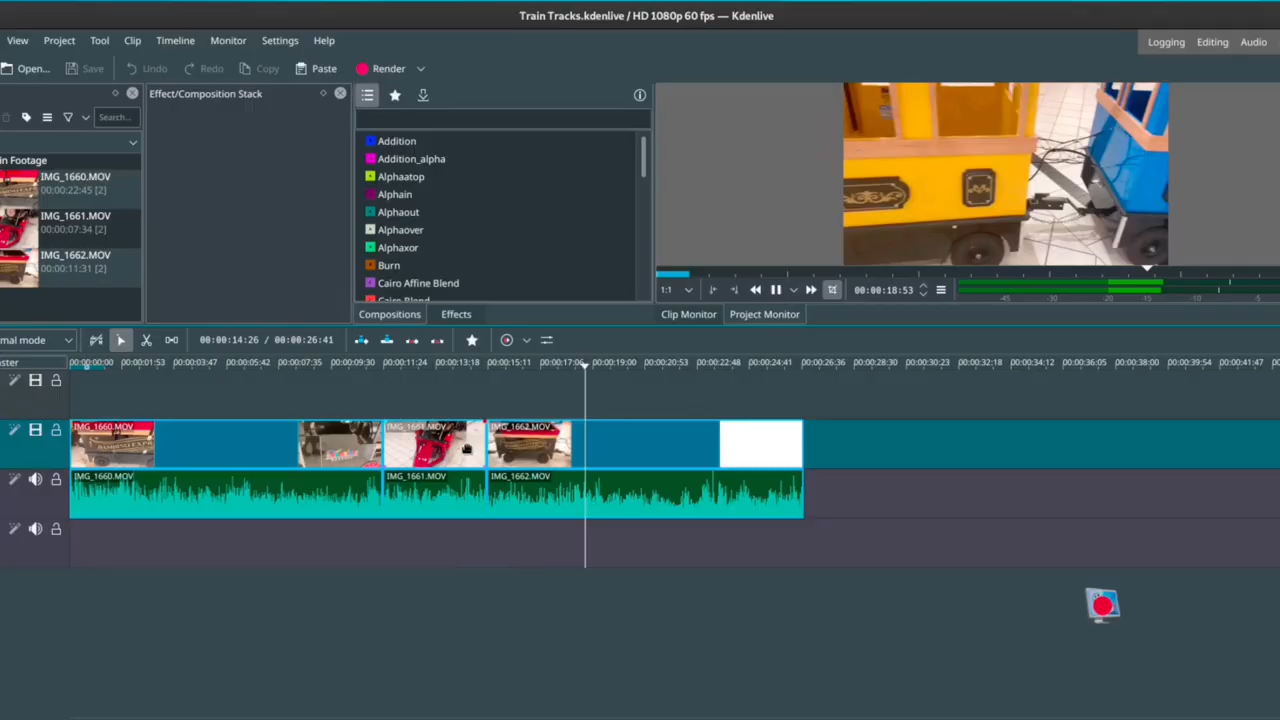 Train Tracks.kdenlive / HD 1080p 60 fps — Kdenlive
View Project Tool Clip Timeline Monitor Settings Help
Logging Editing Audio
Open... Save Undo Redo Copy Paste Render
Effect/Composition Stack
Search...
in Footage
IMG_1660.MOV
00:00:22:45 [2]
IMG_1661.MOV
00:00:07:34 [2]
IMG_1662.MOV
00:00:11:31 [2]
Addition
Addition_alpha
Alphaatop
Alphain
Alphaout
Alphaover
Alphaxor
Burn
Cairo Affine Blend
Cairo Blend
Compositions Effects
1:1
00:00:18:53
-45 -30 -20 -15 -10 -5
Clip Monitor Project Monitor
mal mode
00:00:14:26 / 00:00:26:41
ster
00:00:00:00 00:00:01:53 00:00:03:47 00:00:05:42 00:00:07:35 00:00:09:30 00:00:11:24 00:00:13:18 00:00:15:11 00:00:17:06 00:00:19:00 00:00:20:53 00:00:22:48 00:00:24:41 00:00:26:36 00:00:28:30 00:00:30:23 00:00:32:18 00:00:34:12 00:00:36:05 00:00:38:00 00:00:39:54 00:00:41:47
IMG_1660.MOV IMG_1661.MOV IMG_1662.MOV
IMG_1660.MOV IMG_1661.MOV IMG_1662.MOV